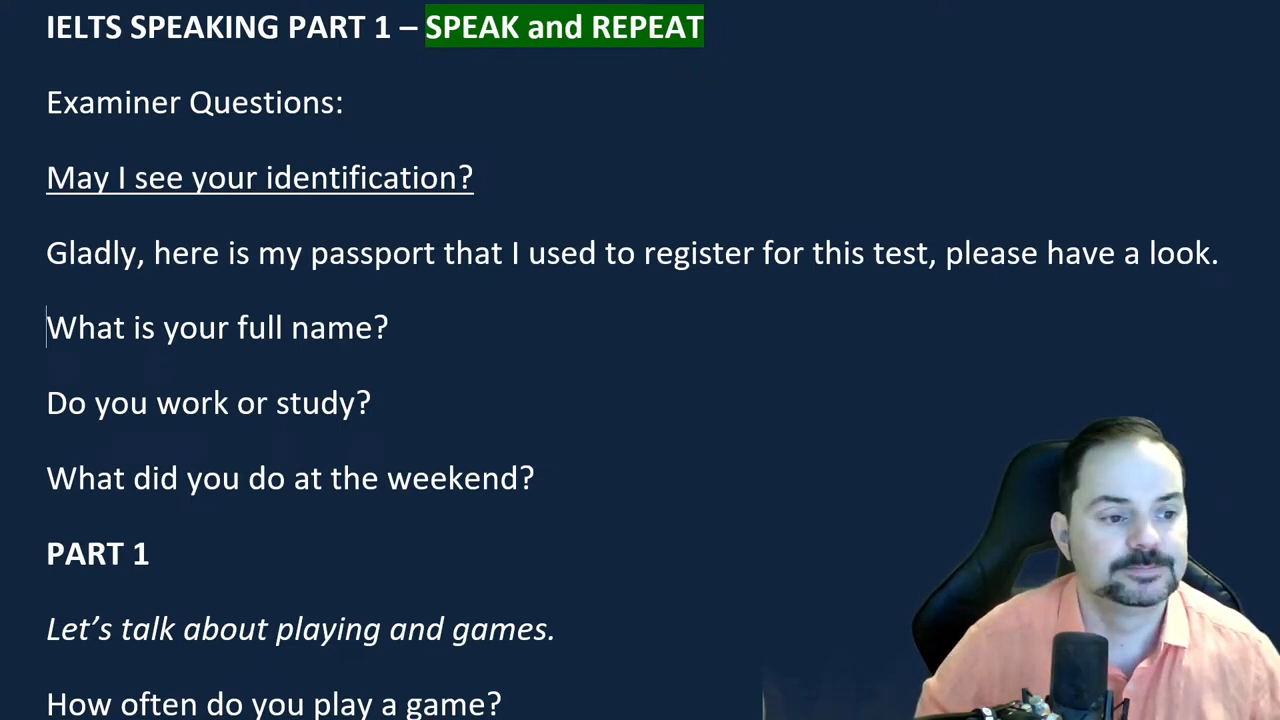 IELTS SPEAKING PART 1 – SPEAK and REPEAT
Examiner Questions:
May I see your identification?
Gladly, here is my passport that I used to register for this test, please have a look.
What is your full name?
Do you work or study?
What did you do at the weekend?
PART 1
Let’s talk about playing and games.
How often do you play a game?